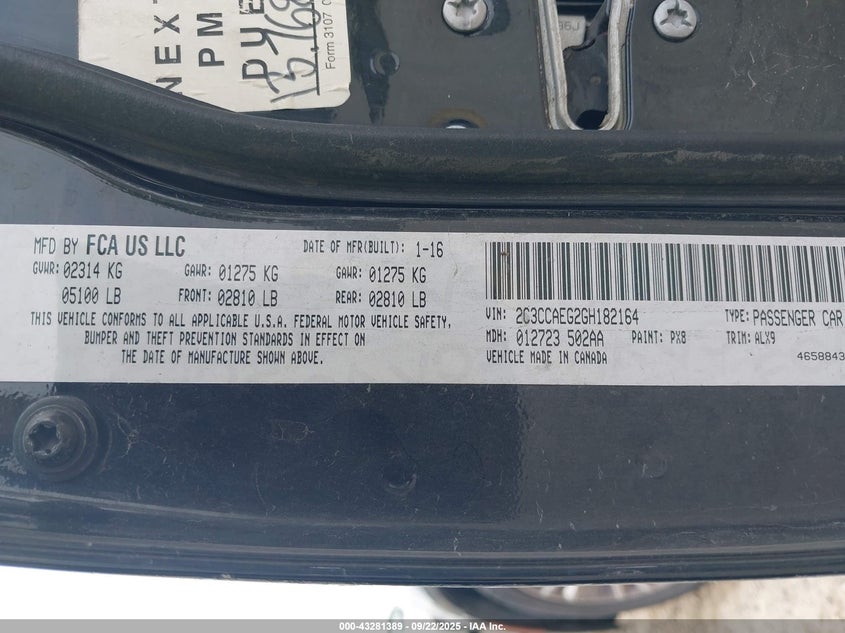 NEXT
PM
DUE
Form 3107
MFD BY FCA US LLC
DATE OF MFR(BUILT): 1-16
GVWR: 02314 KG GAWR: 01275 KG GAWR: 01275 KG
05100 LB FRONT: 02810 LB REAR: 02810 LB
THIS VEHICLE CONFORMS TO ALL APPLICABLE U.S.A. FEDERAL MOTOR VEHICLE SAFETY,
BUMPER AND THEFT PREVENTION STANDARDS IN EFFECT ON
THE DATE OF MANUFACTURE SHOWN ABOVE.
VIN: 2C3CCAEG2GH182164 TYPE: PASSENGER CAR
MDH: 012723 502AA PAINT: PX8 TRIM: ALX9
VEHICLE MADE IN CANADA 4658843
000-43281389 - 09/22/2025 - IAA Inc.